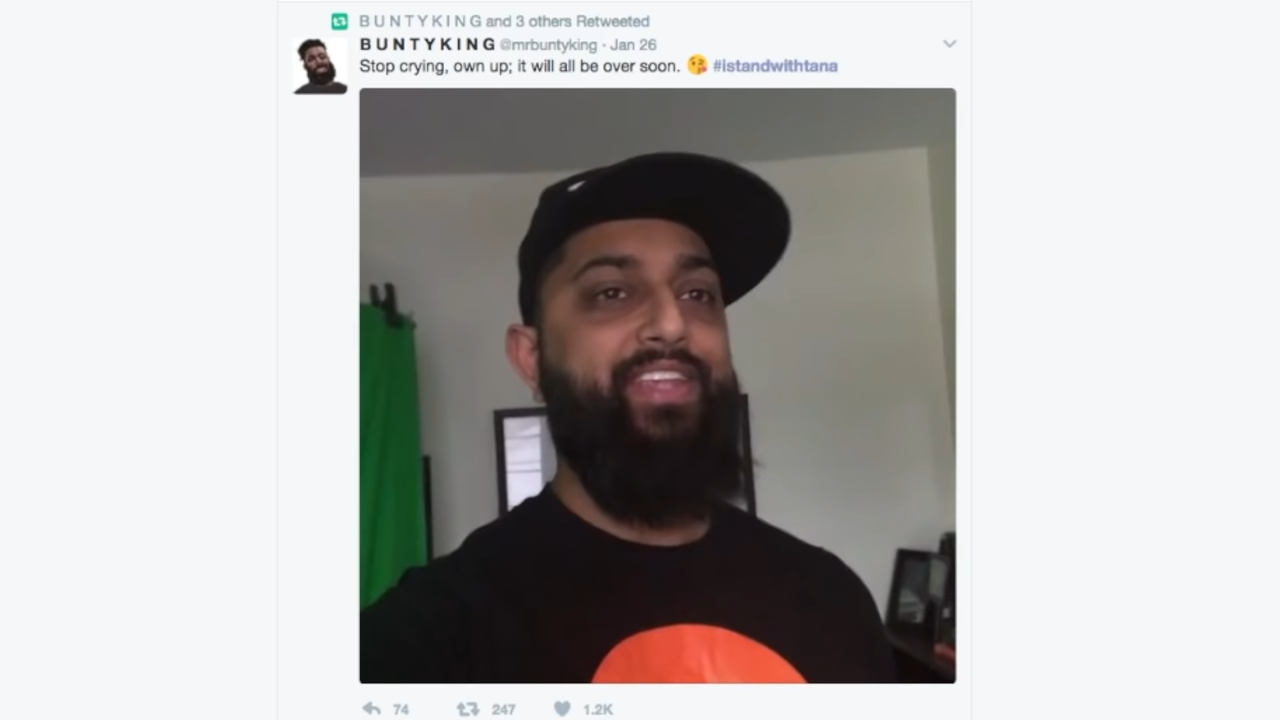 BUNTYKING and 3 others Retweeted
BUNTYKING @mrbuntyking · Jan 26
Stop crying, own up; it will all be over soon. 😘 #istandwithtana
74 247 1.2K